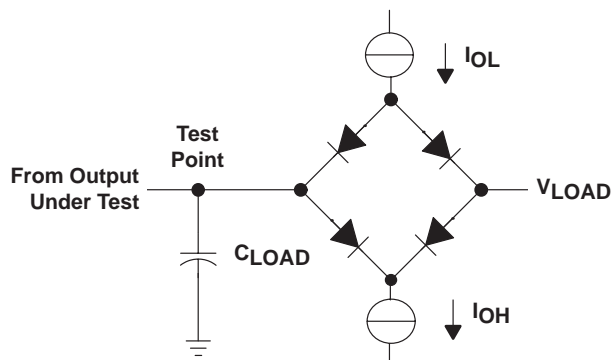 IOL
Test
Point
From Output
Under Test
VLOAD
CLOAD
IOH